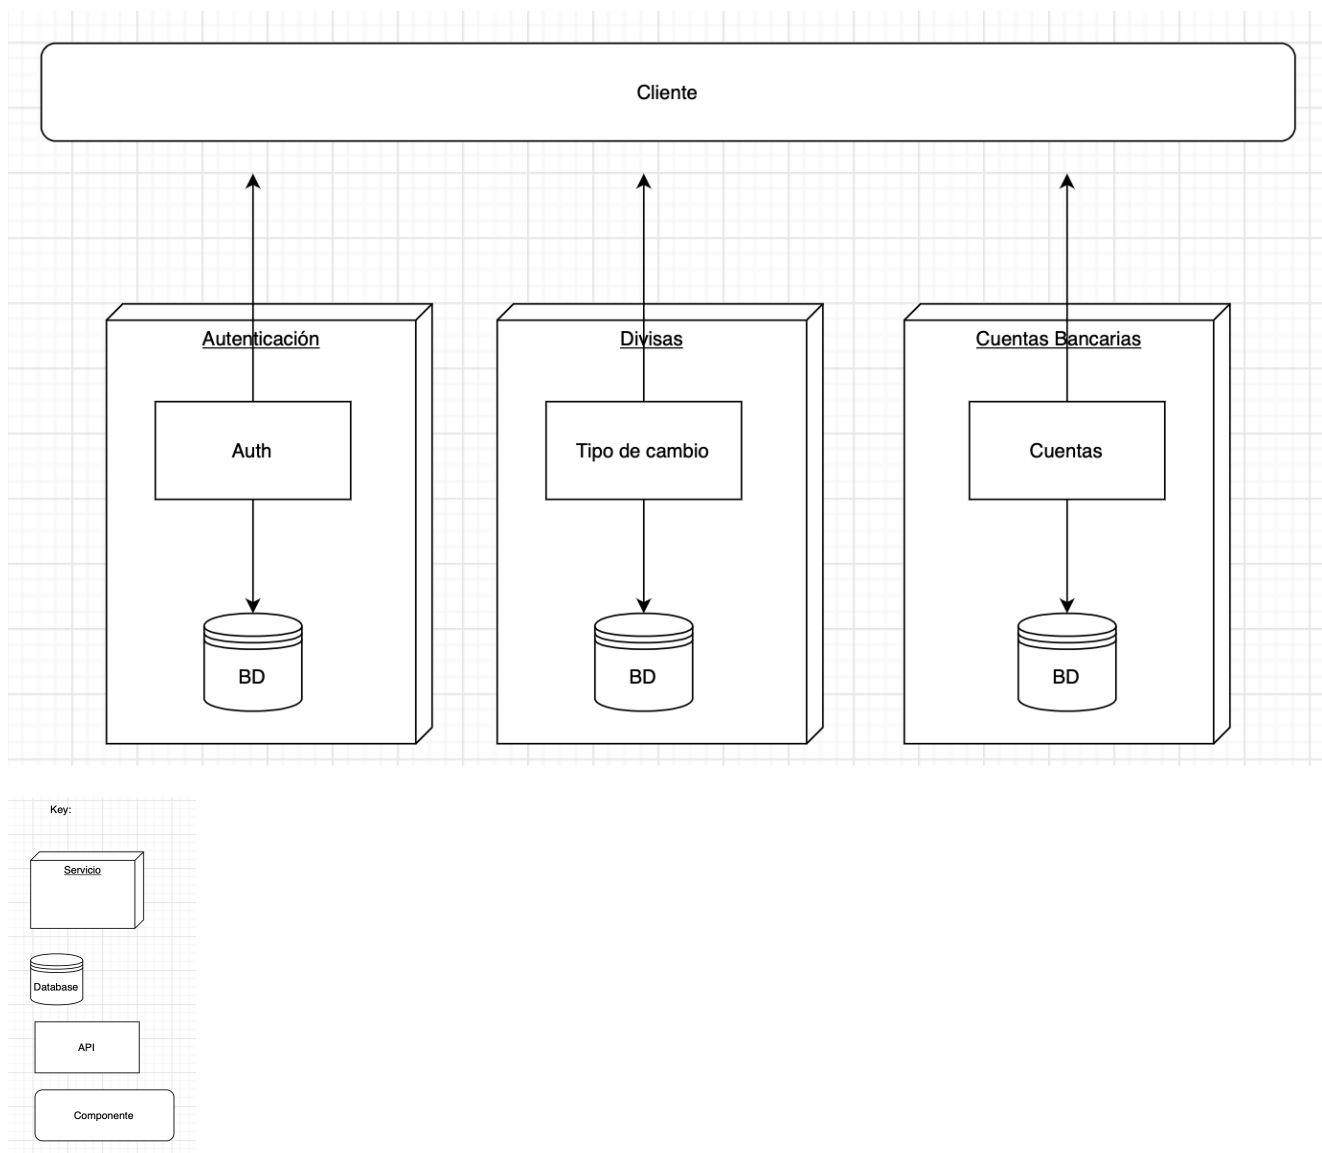 Cliente
Autenticación
Divisas
Cuentas Bancarias
Auth
Tipo de cambio
Cuentas
BD
BD
BD
Key:
Servicio
Database
API
Componente